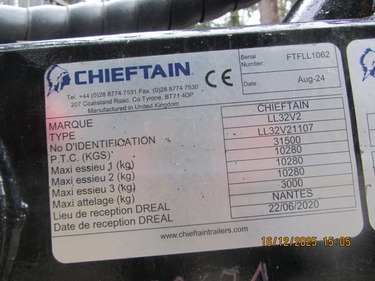 CHIEFTAIN
Tel. +44 (0)28 8774 7531 Fax. +44 (0)28 8774 7530
207 Coalisland Road, Co.Tyrone, BT71 4DP
Manufactured in United Kingdom
CE
Serial Number: FTFLL1062
Date: Aug-24
MARQUE CHIEFTAIN
TYPE LL32V2
No D'IDENTIFICATION LL32V21107
P.T.C. (KGS) 31500
Maxi essieu 1 (kg) 10280
Maxi essieu 2 (kg) 10280
Maxi essieu 3 (kg) 10280
Maxi attelage (kg) 3000
Lieu de reception DREAL NANTES
Date de reception DREAL 22/06/2020
www.chieftaintrailers.com
16/12/2025 15:05